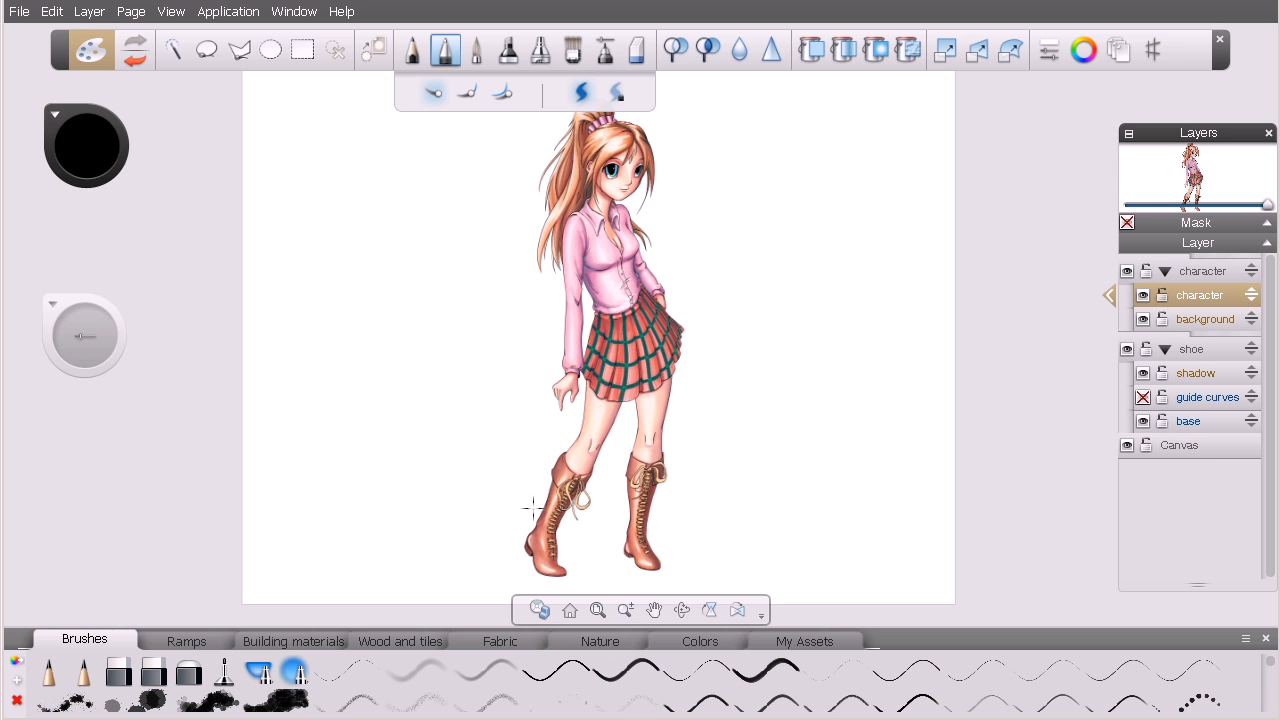 File Edit Layer Page View Application Window Help
Layers
Mask
Layer
character
character
background
shoe
shadow
guide curves
base
Canvas
Brushes Ramps Building materials Wood and tiles Fabric Nature Colors My Assets